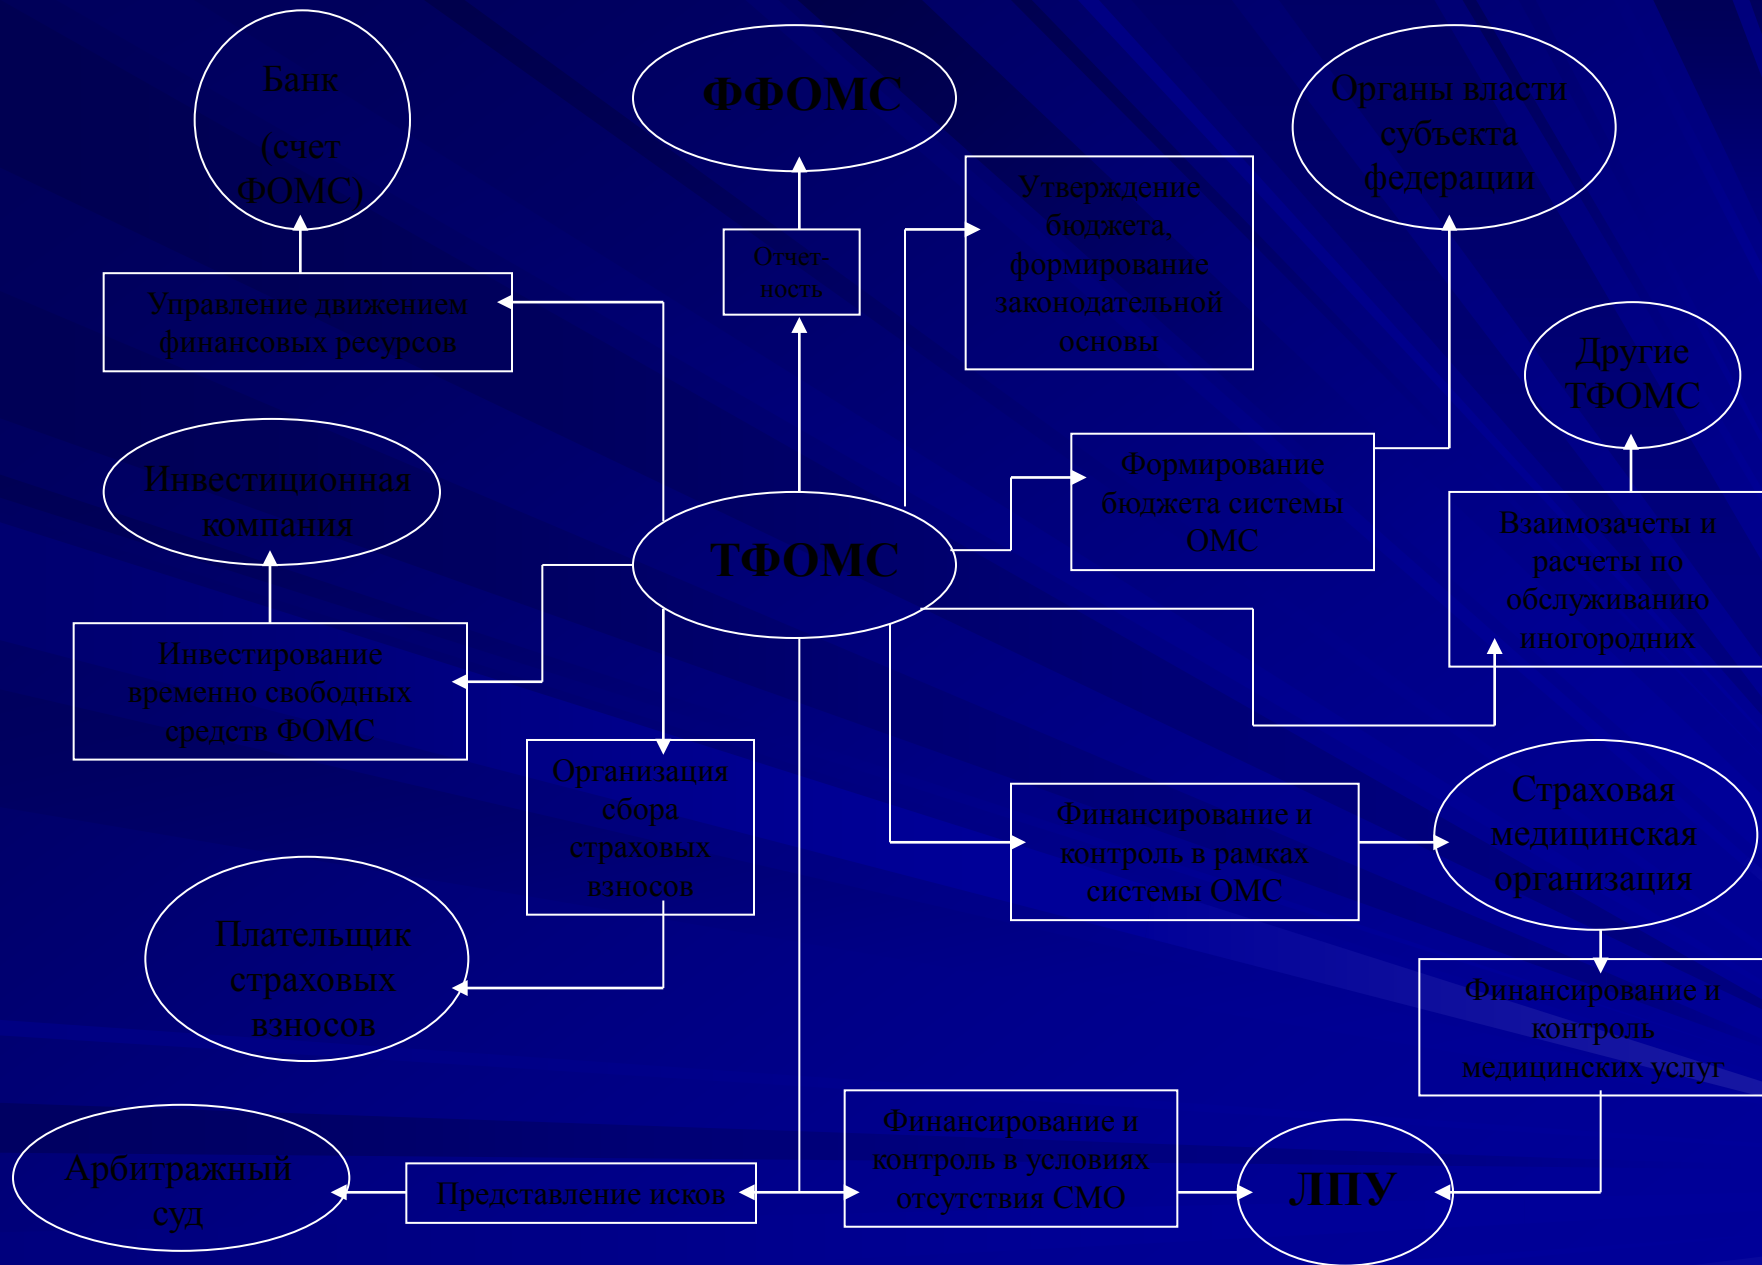 Банк
(счет
ФОМС)
ФФОМС
Органы власти
субъекта
федерации
Утверждение
бюджета,
формирование
законодательной
основы
Отчет-
ность
Управление движением
финансовых ресурсов
Другие
ТФОМС
Инвестиционная
компания
Формирование
бюджета системы
ОМС
ТФОМС
Взаимозачеты и
расчеты по
обслуживанию
иногородних
Инвестирование
временно свободных
средств ФОМС
Организация
сбора
страховых
взносов
Финансирование и
контроль в рамках
системы ОМС
Страховая
медицинская
организация
Плательщик
страховых
взносов
Финансирование и
контроль
медицинских услуг
Арбитражный
суд
Представление исков
Финансирование и
контроль в условиях
отсутствия СМО
ЛПУ